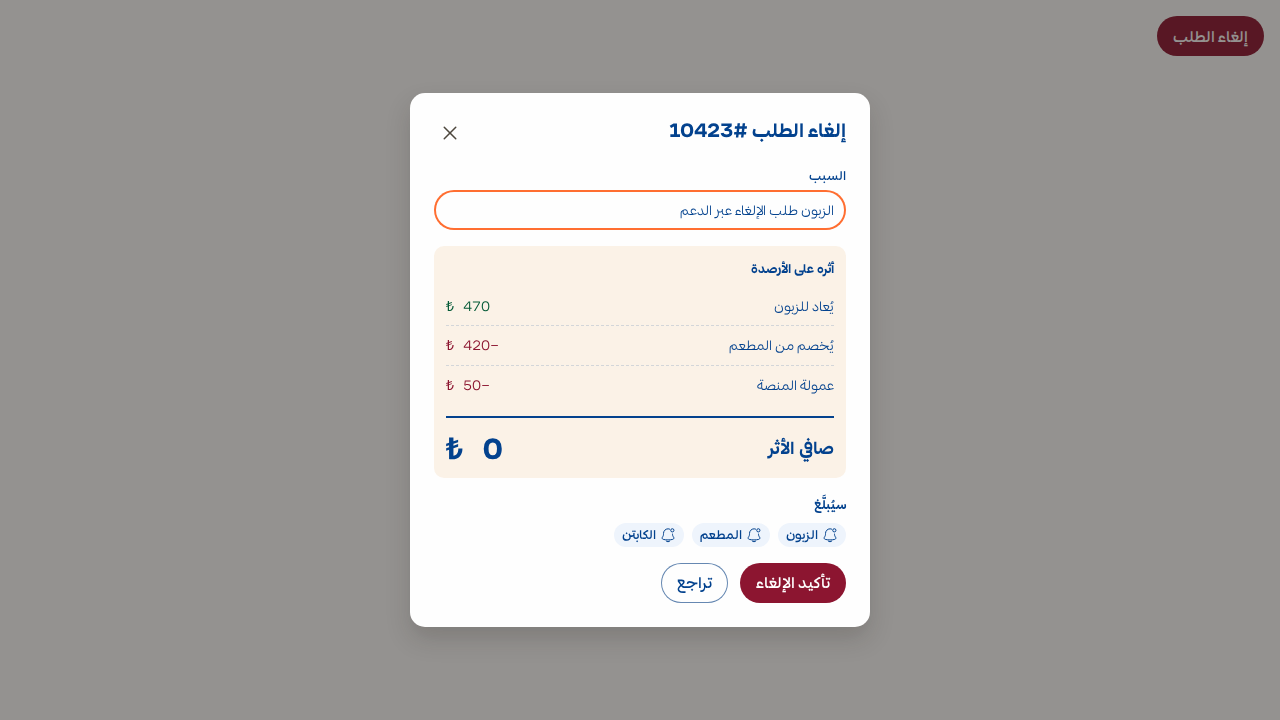 إلغاء الطلب
إلغاء الطلب #10423
السبب
الزبون طلب الإلغاء عبر الدعم
أثره على الأرصدة
يُعاد للزبون 470 ₺
يُخصم من المطعم −420 ₺
عمولة المنصة −50 ₺
صافي الأثر 0 ₺
سيُبلَّغ
الزبون المطعم الكابتن
تأكيد الإلغاء تراجع